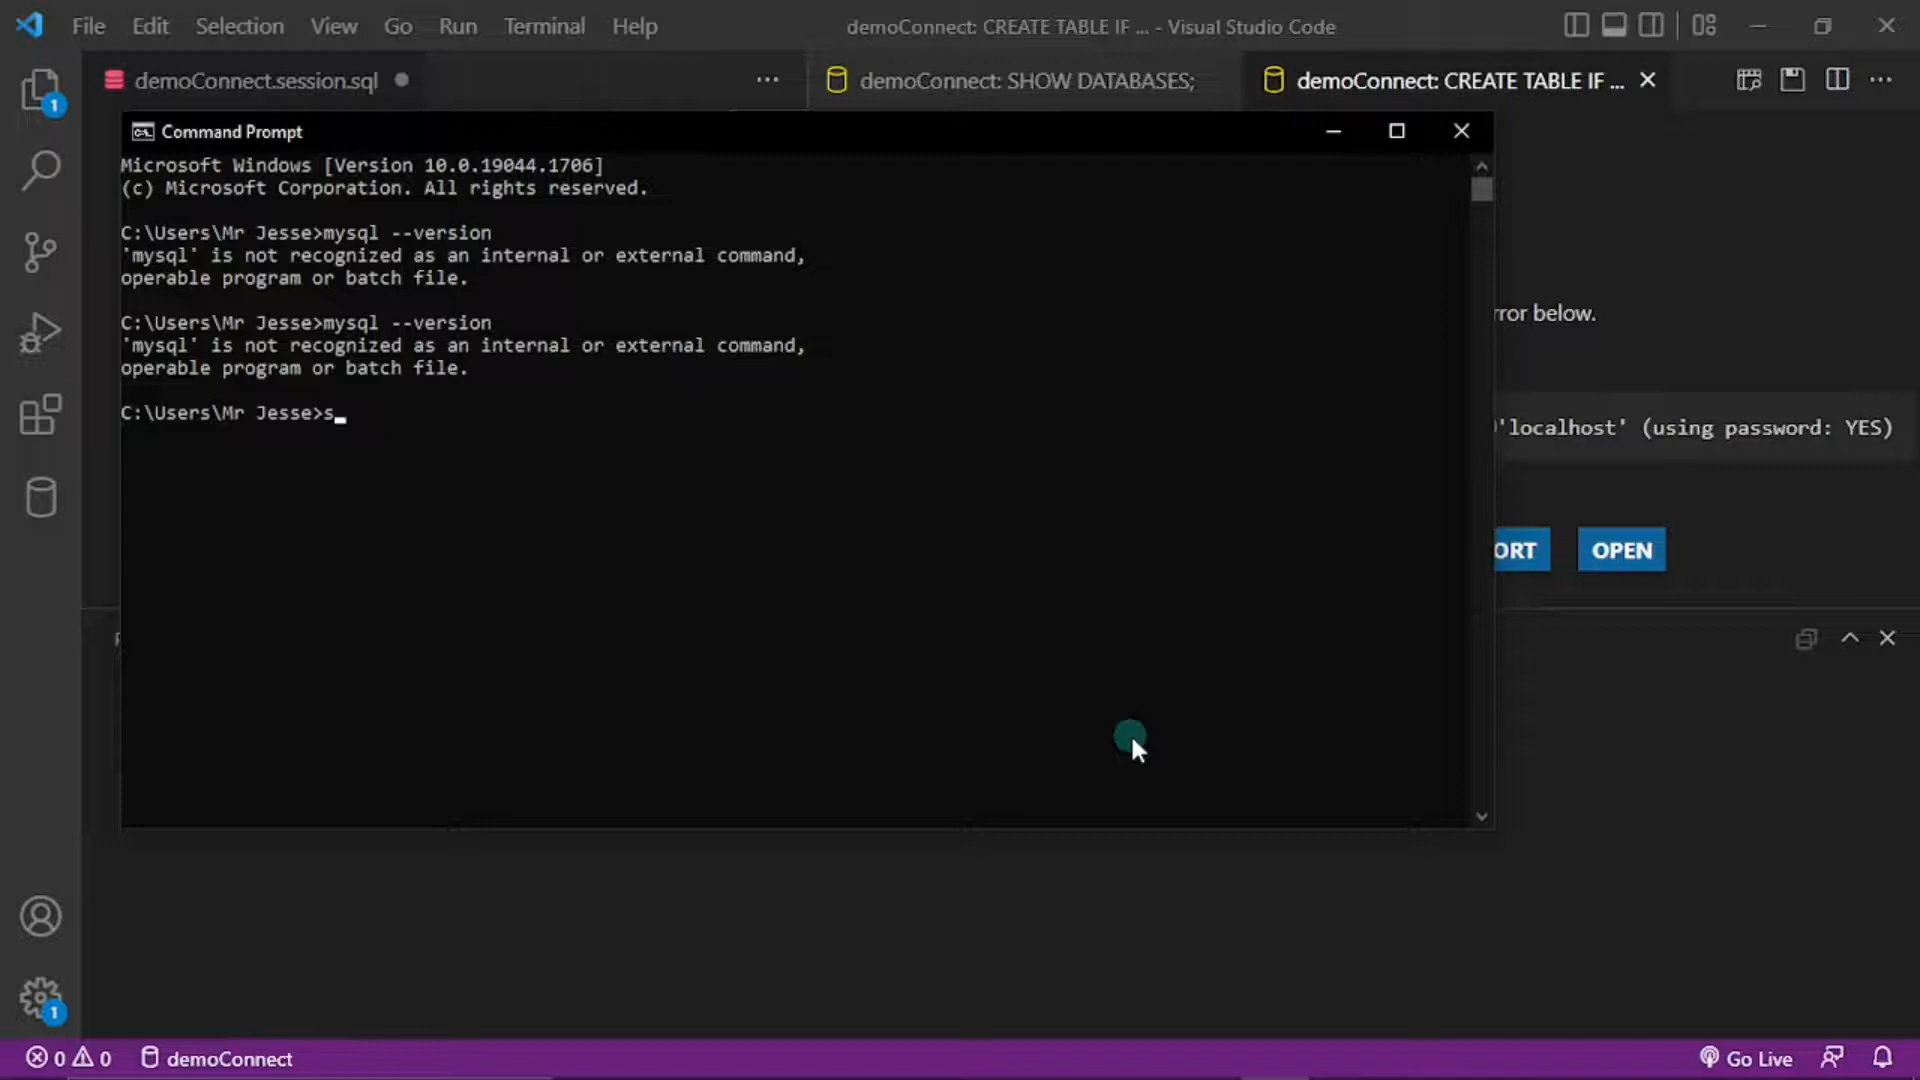 File Edit Selection View Go Run Terminal Help
demoConnect: CREATE TABLE IF ... - Visual Studio Code
demoConnect.session.sql
demoConnect: SHOW DATABASES;
demoConnect: CREATE TABLE IF ...
1
Command Prompt
Microsoft Windows [Version 10.0.19044.1706]
(c) Microsoft Corporation. All rights reserved.
C:\Users\Mr Jesse>mysql --version
'mysql' is not recognized as an internal or external command,
operable program or batch file.
C:\Users\Mr Jesse>mysql --version
'mysql' is not recognized as an internal or external command,
operable program or batch file.
C:\Users\Mr Jesse>s
rror below.
'localhost' (using password: YES)
ORT
OPEN
1
0 0 demoConnect
Go Live